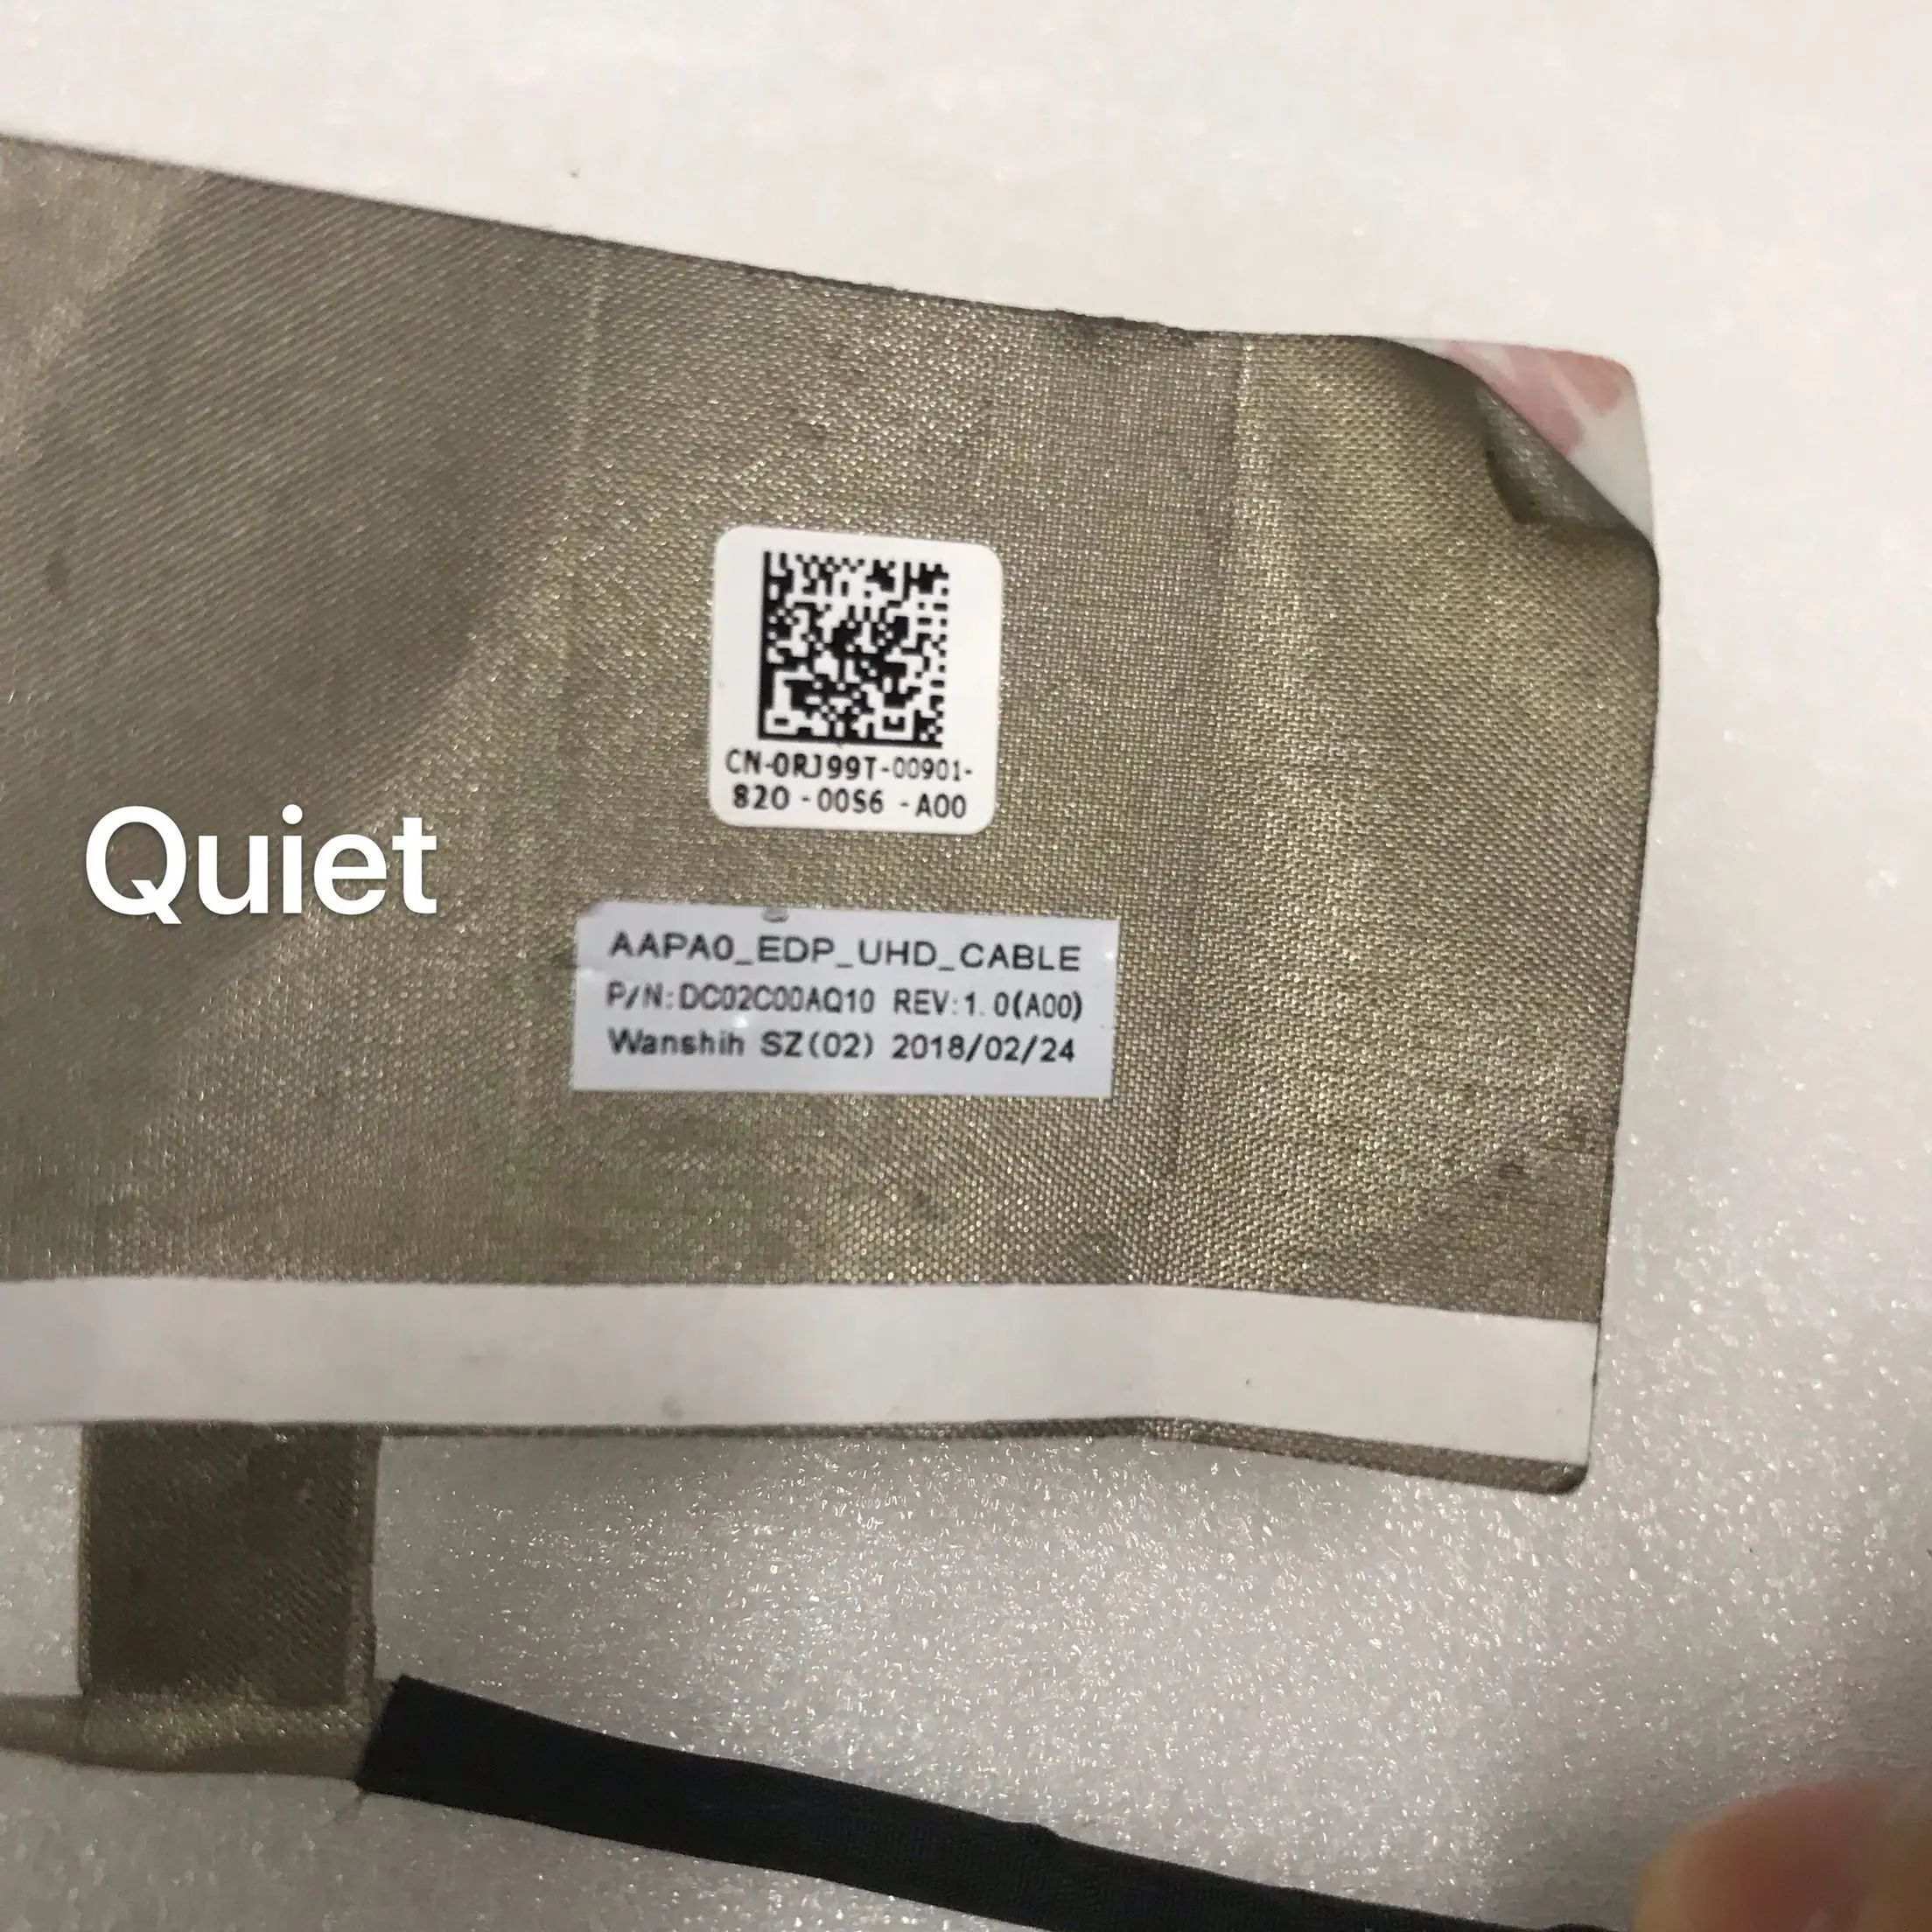 CN-0RJ99T-00901-
820-00S6-A00
Quiet
AAPA0_EDP_UHD_CABLE
P/N:DC02C00AQ10 REV:1.0(A00)
Wanshih SZ(02) 2018/02/24